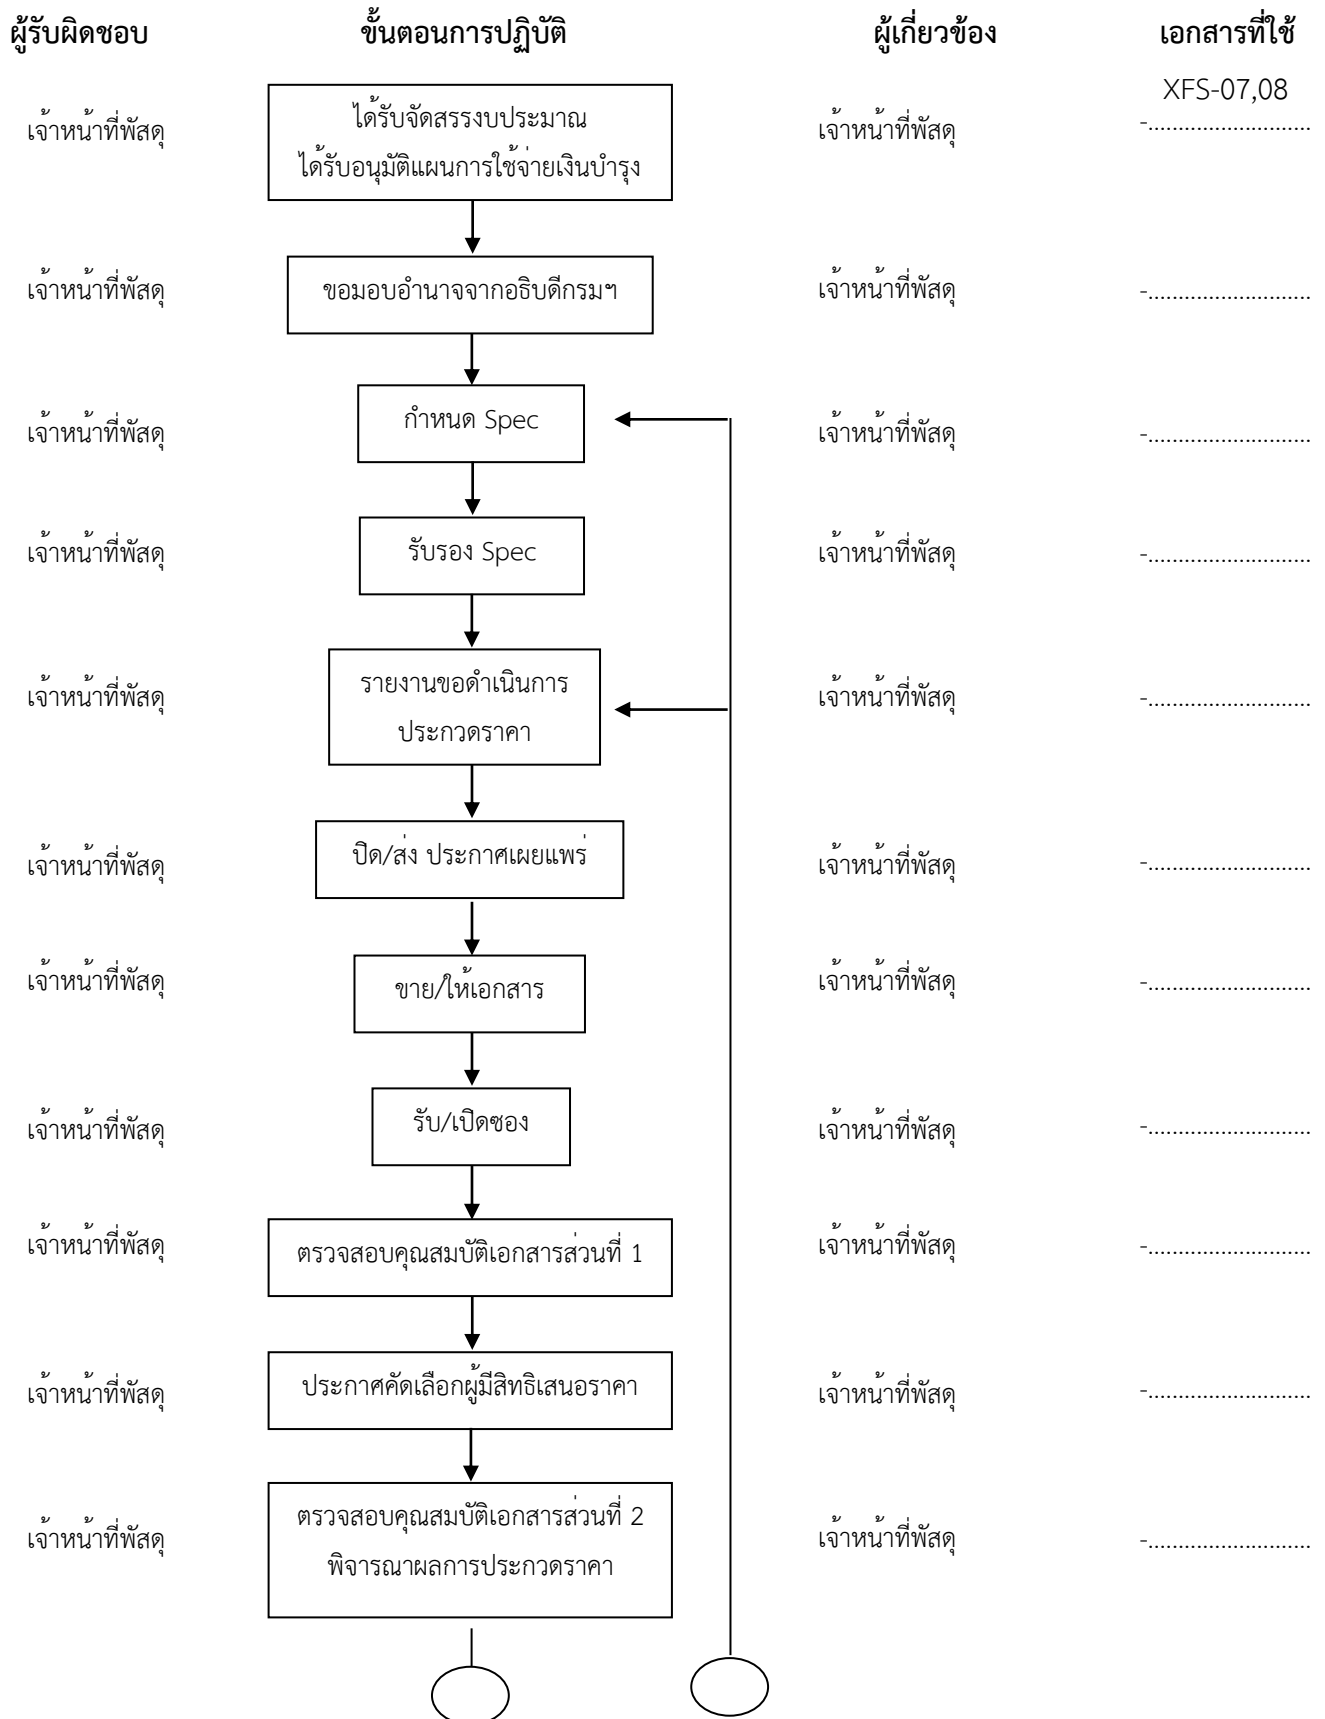 ผู้รับผิดชอบ ขั้นตอนการปฏิบัติ ผู้เกี่ยวข้อง เอกสารที่ใช้
XFS-07,08
เจ้าหน้าที่พัสดุ ได้รับจัดสรรงบประมาณ เจ้าหน้าที่พัสดุ -...........................
ได้รับอนุมัติแผนการใช้จ่ายเงินบำรุง
เจ้าหน้าที่พัสดุ ขอมอบอำนาจจากอธิบดีกรมฯ เจ้าหน้าที่พัสดุ -...........................
เจ้าหน้าที่พัสดุ กำหนด Spec เจ้าหน้าที่พัสดุ -...........................
เจ้าหน้าที่พัสดุ รับรอง Spec เจ้าหน้าที่พัสดุ -...........................
เจ้าหน้าที่พัสดุ รายงานขอดำเนินการ เจ้าหน้าที่พัสดุ -...........................
ประกวดราคา
เจ้าหน้าที่พัสดุ ปิด/ส่ง ประกาศเผยแพร่ เจ้าหน้าที่พัสดุ -...........................
เจ้าหน้าที่พัสดุ ขาย/ให้เอกสาร เจ้าหน้าที่พัสดุ -...........................
เจ้าหน้าที่พัสดุ รับ/เปิดซอง เจ้าหน้าที่พัสดุ -...........................
เจ้าหน้าที่พัสดุ ตรวจสอบคุณสมบัติเอกสารส่วนที่ 1 เจ้าหน้าที่พัสดุ -...........................
เจ้าหน้าที่พัสดุ ประกาศคัดเลือกผู้มีสิทธิเสนอราคา เจ้าหน้าที่พัสดุ -...........................
เจ้าหน้าที่พัสดุ ตรวจสอบคุณสมบัติเอกสารส่วนที่ 2 เจ้าหน้าที่พัสดุ -...........................
พิจารณาผลการประกวดราคา